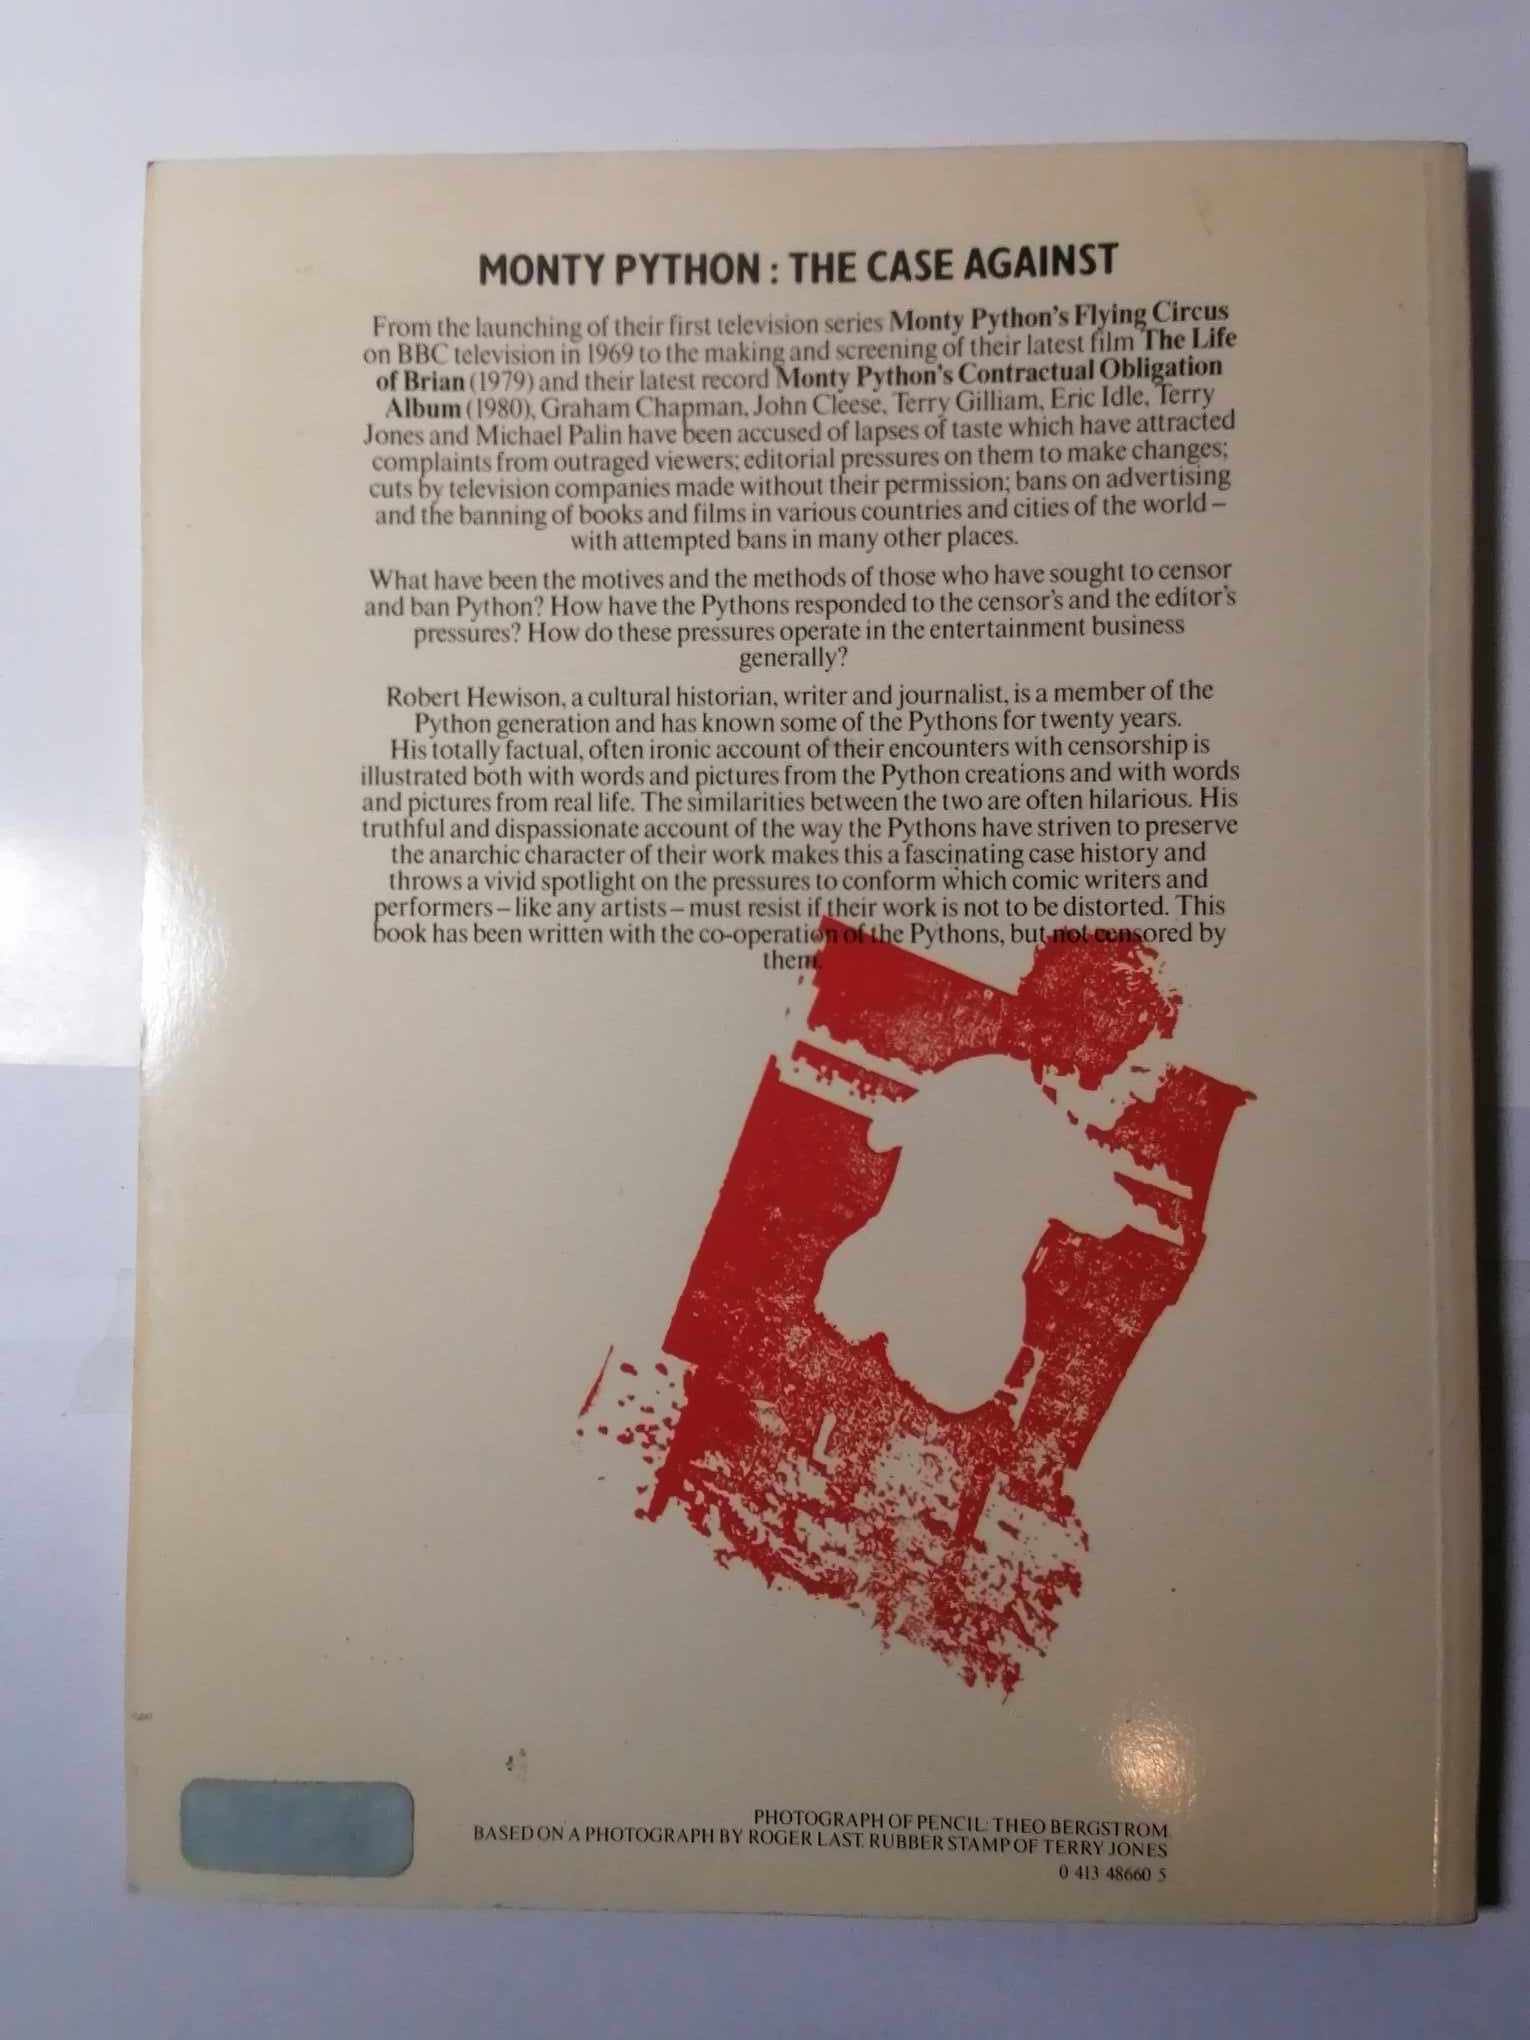 MONTY PYTHON : THE CASE AGAINST
From the launching of their first television series Monty Python's Flying Circus
on BBC television in 1969 to the making and screening of their latest film The Life
of Brian (1979) and their latest record Monty Python's Contractual Obligation
Album (1980), Graham Chapman, John Cleese, Terry Gilliam, Eric Idle, Terry
Jones and Michael Palin have been accused of lapses of taste which have attracted
complaints from outraged viewers; editorial pressures on them to make changes;
cuts by television companies made without their permission; bans on advertising
and the banning of books and films in various countries and cities of the world –
with attempted bans in many other places.
What have been the motives and the methods of those who have sought to censor
and ban Python? How have the Pythons responded to the censor's and the editor's
pressures? How do these pressures operate in the entertainment business
generally?
Robert Hewison, a cultural historian, writer and journalist, is a member of the
Python generation and has known some of the Pythons for twenty years.
His totally factual, often ironic account of their encounters with censorship is
illustrated both with words and pictures from the Python creations and with words
and pictures from real life. The similarities between the two are often hilarious. His
truthful and dispassionate account of the way the Pythons have striven to preserve
the anarchic character of their work makes this a fascinating case history and
throws a vivid spotlight on the pressures to conform which comic writers and
performers – like any artists – must resist if their work is not to be distorted. This
book has been written with the co-operation of the Pythons, but not censored by
them.
PHOTOGRAPH OF PENCIL: THEO BERGSTROM
BASED ON A PHOTOGRAPH BY ROGER LAST. RUBBER STAMP OF TERRY JONES
0 413 48660 5